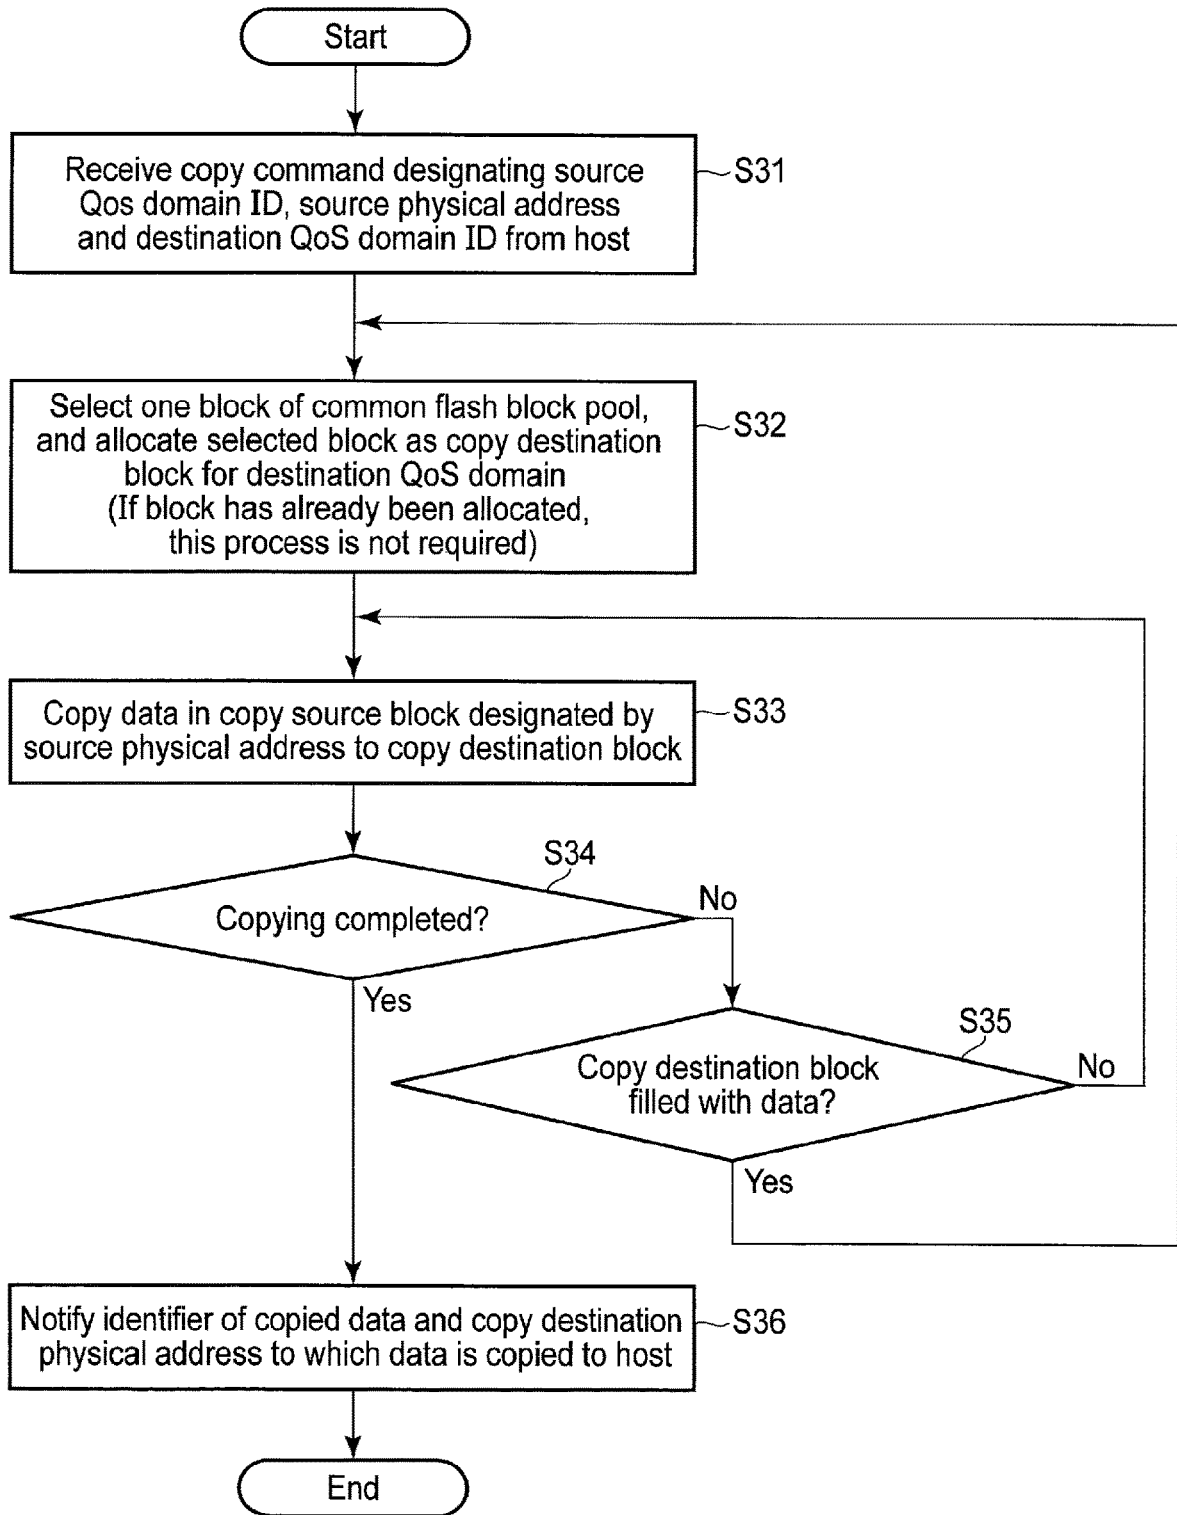 Start
Receive copy command designating source
Qos domain ID, source physical address
and destination QoS domain ID from host
S31
Select one block of common flash block pool,
and allocate selected block as copy destination
block for destination QoS domain
(If block has already been allocated,
this process is not required)
S32
Copy data in copy source block designated by
source physical address to copy destination block
S33
S34
Copying completed?
No
Yes
S35
Copy destination block
filled with data?
No
Yes
Notify identifier of copied data and copy destination
physical address to which data is copied to host
S36
End